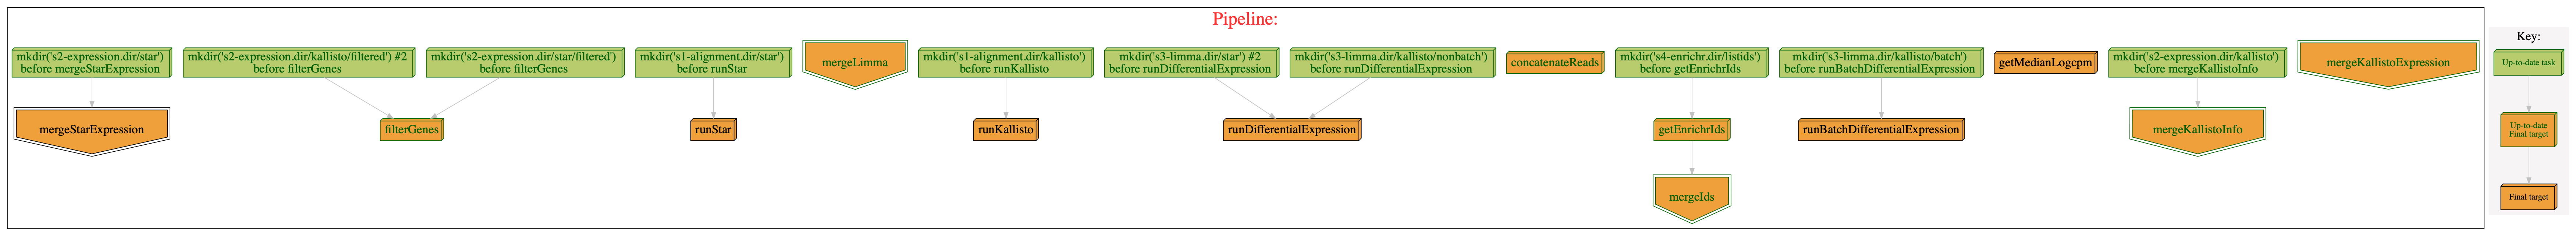 Pipeline:
Key:
mkdir('s2-expression.dir/star')
before mergeStarExpression
mkdir('s2-expression.dir/kallisto/filtered') #2
before filterGenes
mkdir('s2-expression.dir/star/filtered')
before filterGenes
mkdir('s1-alignment.dir/star')
before runStar
mergeLimma
mkdir('s1-alignment.dir/kallisto')
before runKallisto
mkdir('s3-limma.dir/star') #2
before runDifferentialExpression
mkdir('s3-limma.dir/kallisto/nonbatch')
before runDifferentialExpression
concatenateReads
mkdir('s4-enrichr.dir/listids')
before getEnrichrIds
mkdir('s3-limma.dir/kallisto/batch')
before runBatchDifferentialExpression
getMedianLogcpm
mkdir('s2-expression.dir/kallisto')
before mergeKallistoInfo
mergeKallistoExpression
Up-to-date task
mergeStarExpression
filterGenes
runStar
runKallisto
runDifferentialExpression
getEnrichrIds
runBatchDifferentialExpression
mergeKallistoInfo
Up-to-date
Final target
mergeIds
Final target